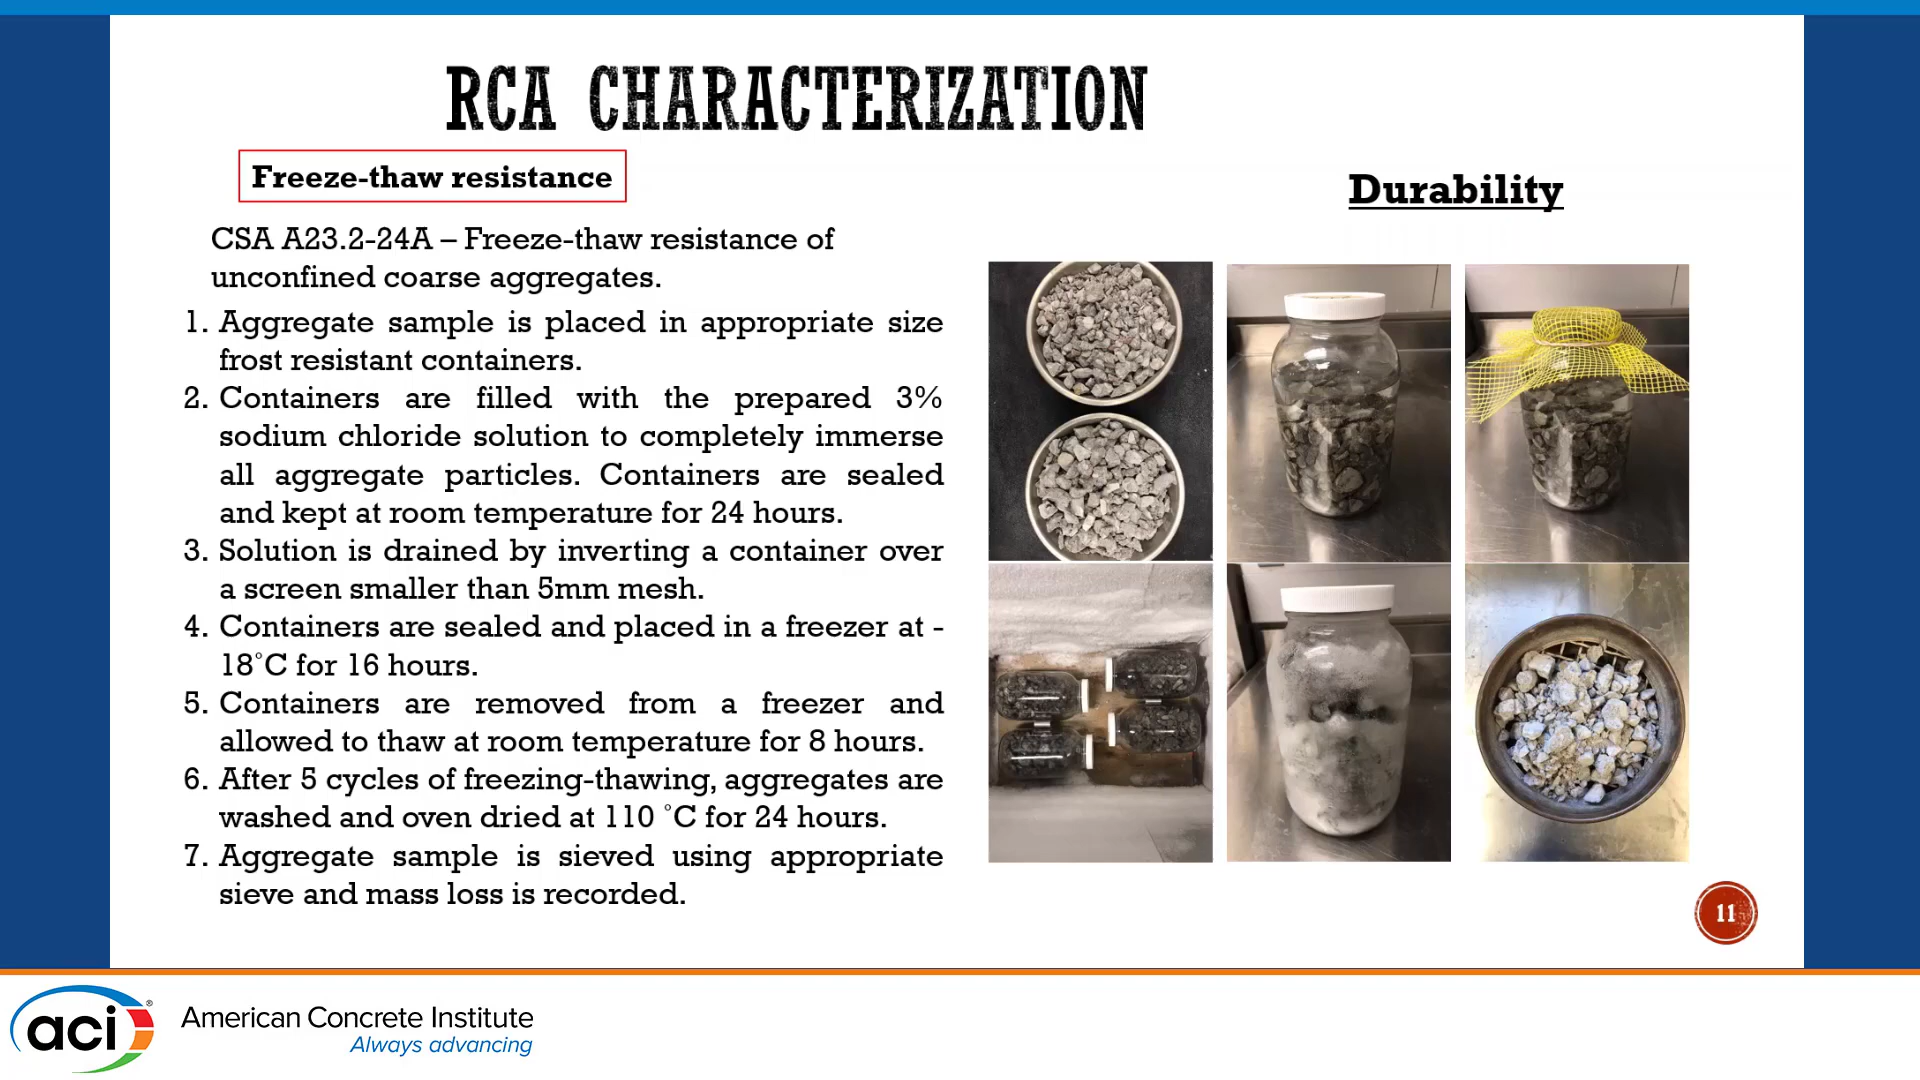 RCA CHARACTERIZATION
Freeze-thaw resistance
Durability
CSA A23.2-24A – Freeze-thaw resistance of
unconfined coarse aggregates.
1. Aggregate sample is placed in appropriate size
frost resistant containers.
2. Containers are filled with the prepared 3%
sodium chloride solution to completely immerse
all aggregate particles. Containers are sealed
and kept at room temperature for 24 hours.
3. Solution is drained by inverting a container over
a screen smaller than 5mm mesh.
4. Containers are sealed and placed in a freezer at -
18°C for 16 hours.
5. Containers are removed from a freezer and
allowed to thaw at room temperature for 8 hours.
6. After 5 cycles of freezing-thawing, aggregates are
washed and oven dried at 110 °C for 24 hours.
7. Aggregate sample is sieved using appropriate
sieve and mass loss is recorded.
11
aci®
American Concrete Institute
Always advancing